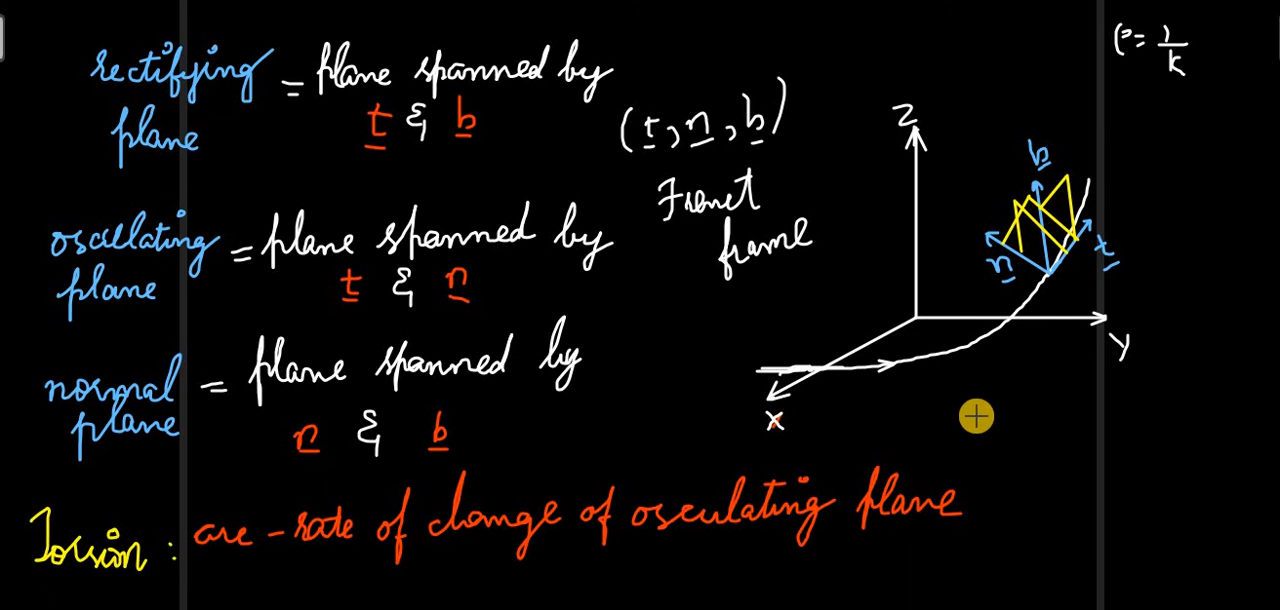 rectifying = plane spanned by
plane t & b
(t, n, b)
Frenet
frame
osculating = plane spanned by
plane t & n
normal = plane spanned by
plane n & b
Torsion : arc-rate of change of osculating plane
ρ = 1/k
Z
b
n
t
Y
X